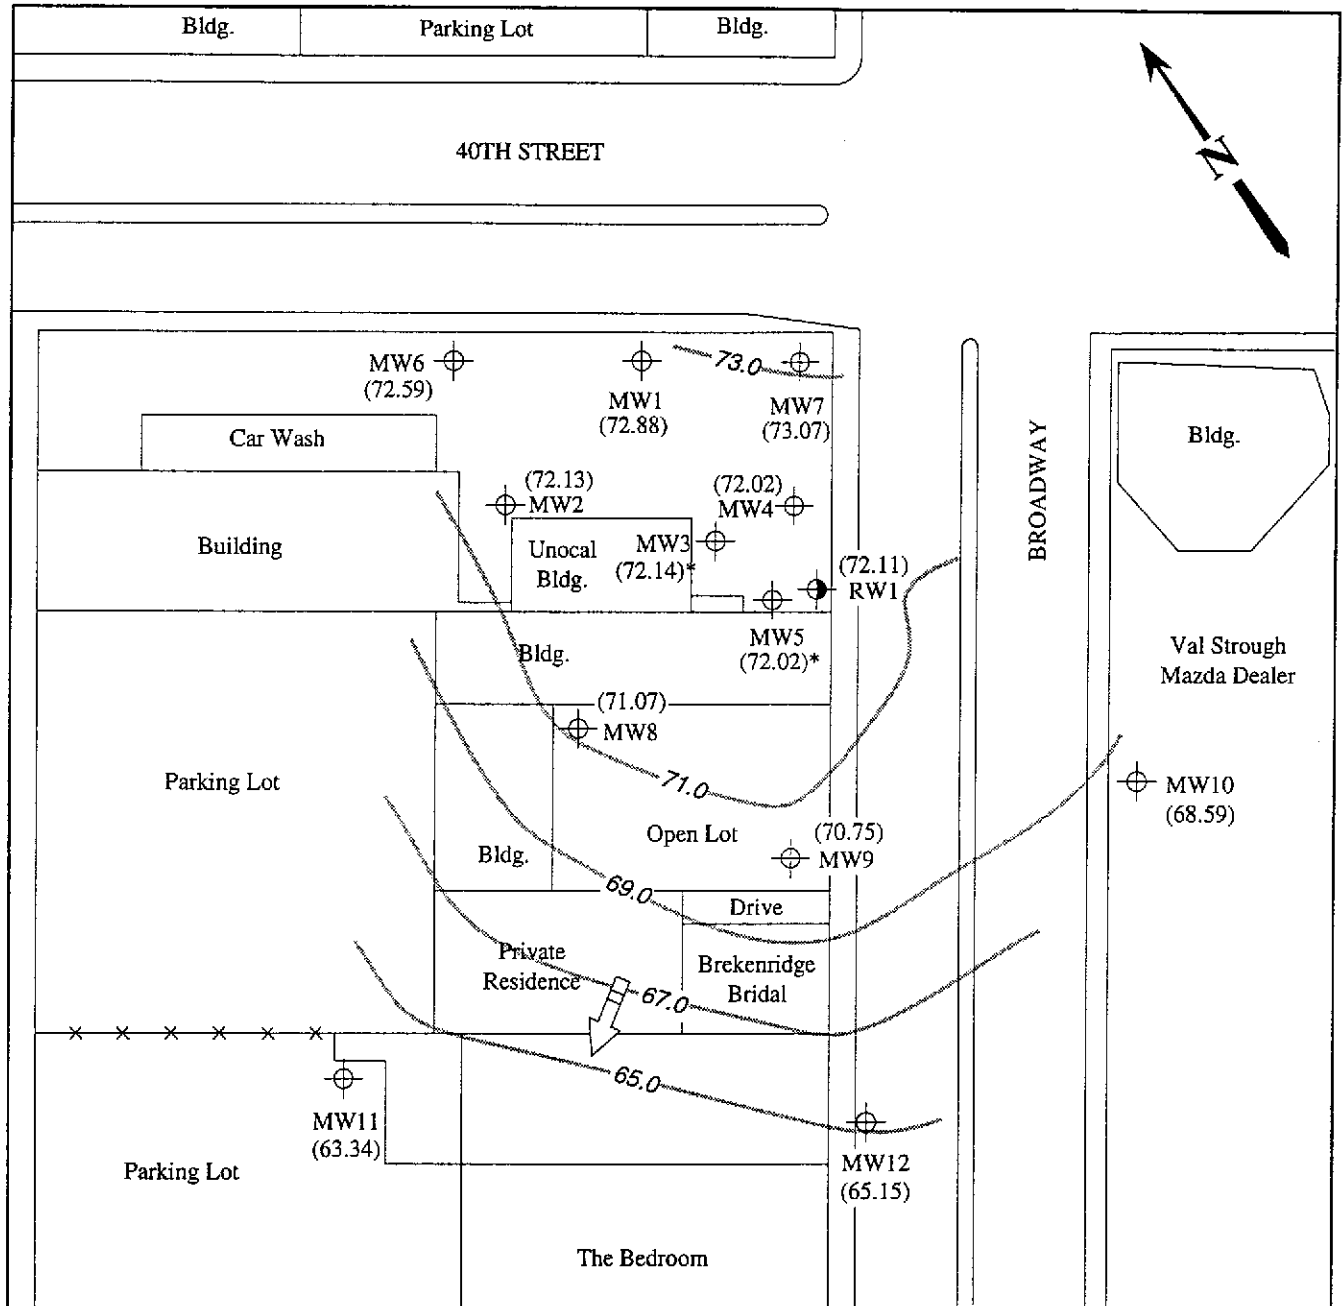 Bldg.
Parking Lot
Bldg.
N
40TH STREET
MW6
(72.59)
MW1
(72.88)
73.0
MW7
(73.07)
Car Wash
Bldg.
BROADWAY
(72.13)
MW2
(72.02)
MW4
Building
Unocal
Bldg.
MW3
(72.14)*
(72.11)
RW1
MW5
(72.02)*
Bldg.
Val Strough
Mazda Dealer
(71.07)
MW8
Parking Lot
71.0
MW10
(68.59)
Open Lot
(70.75)
MW9
Bldg.
69.0
Drive
Private
Residence
Brekenridge
Bridal
67.0
65.0
MW11
(63.34)
Parking Lot
MW12
(65.15)
The Bedroom